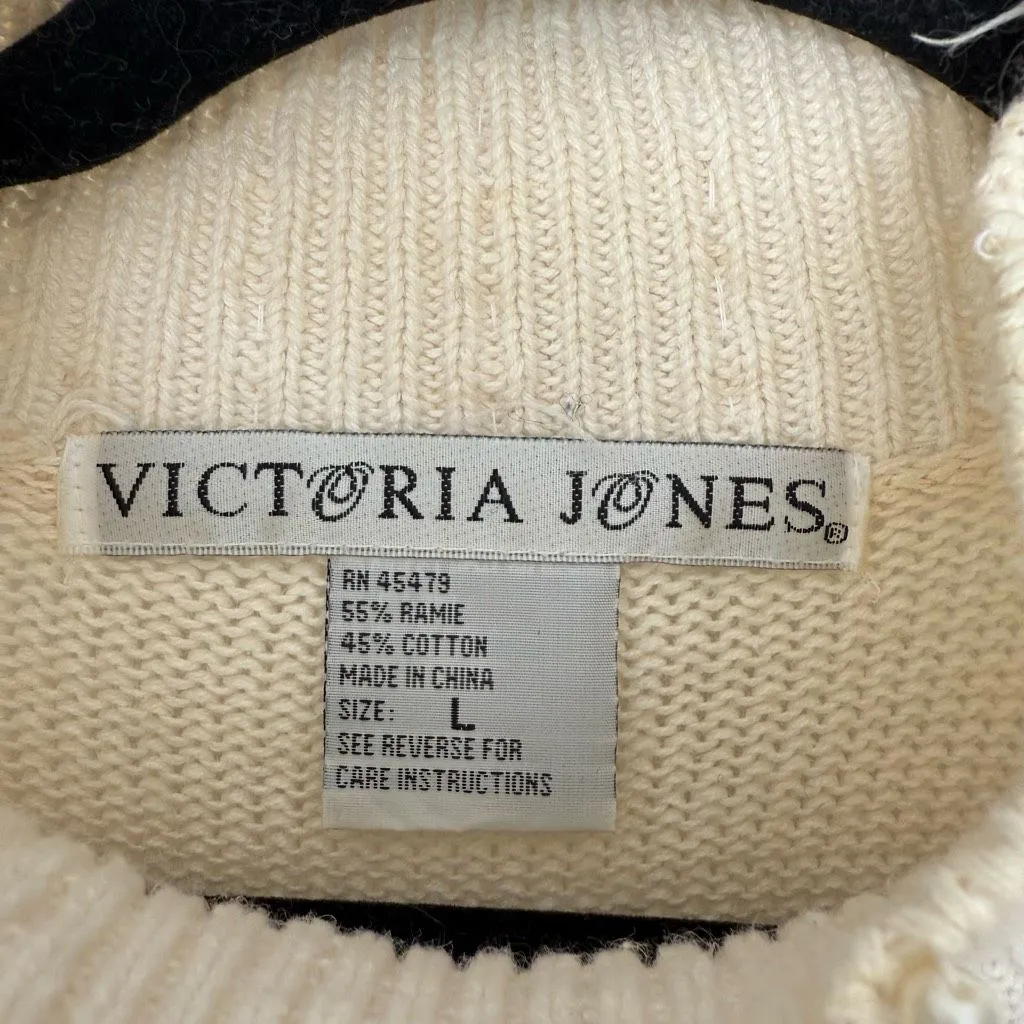 VICTORIA JONES®
RN 45479
55% RAMIE
45% COTTON
MADE IN CHINA
SIZE: L
SEE REVERSE FOR
CARE INSTRUCTIONS